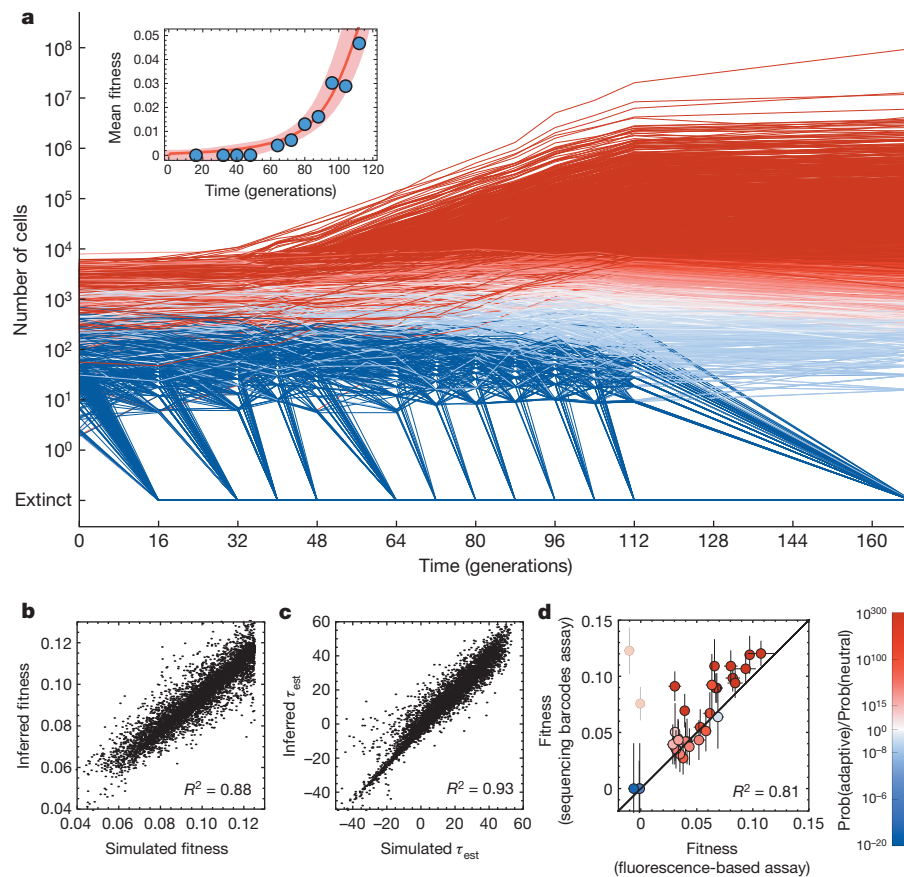 a
Number of cells
10⁸
10⁷
10⁶
10⁵
10⁴
10³
10²
10¹
10⁰
Extinct
0 16 32 48 64 80 96 112 128 144 160
Time (generations)
Mean fitness
0.05
0.04
0.03
0.02
0.01
0
0 20 40 60 80 100 120
Time (generations)
b
Inferred fitness
0.12
0.10
0.08
0.06
0.04
R² = 0.88
0.04 0.06 0.08 0.10 0.12
Simulated fitness
c
Inferred τest
60
40
20
0
−20
−40
R² = 0.93
−40 −20 0 20 40 60
Simulated τest
d
Fitness
(sequencing barcodes assay)
0.15
0.10
0.05
0
R² = 0.81
0 0.05 0.10 0.15
Fitness
(fluorescence-based assay)
Prob(adaptive)/Prob(neutral)
10³⁰⁰
10¹⁰⁰
10¹⁵
10⁰
10⁻⁸
10⁻⁶
10⁻²⁰